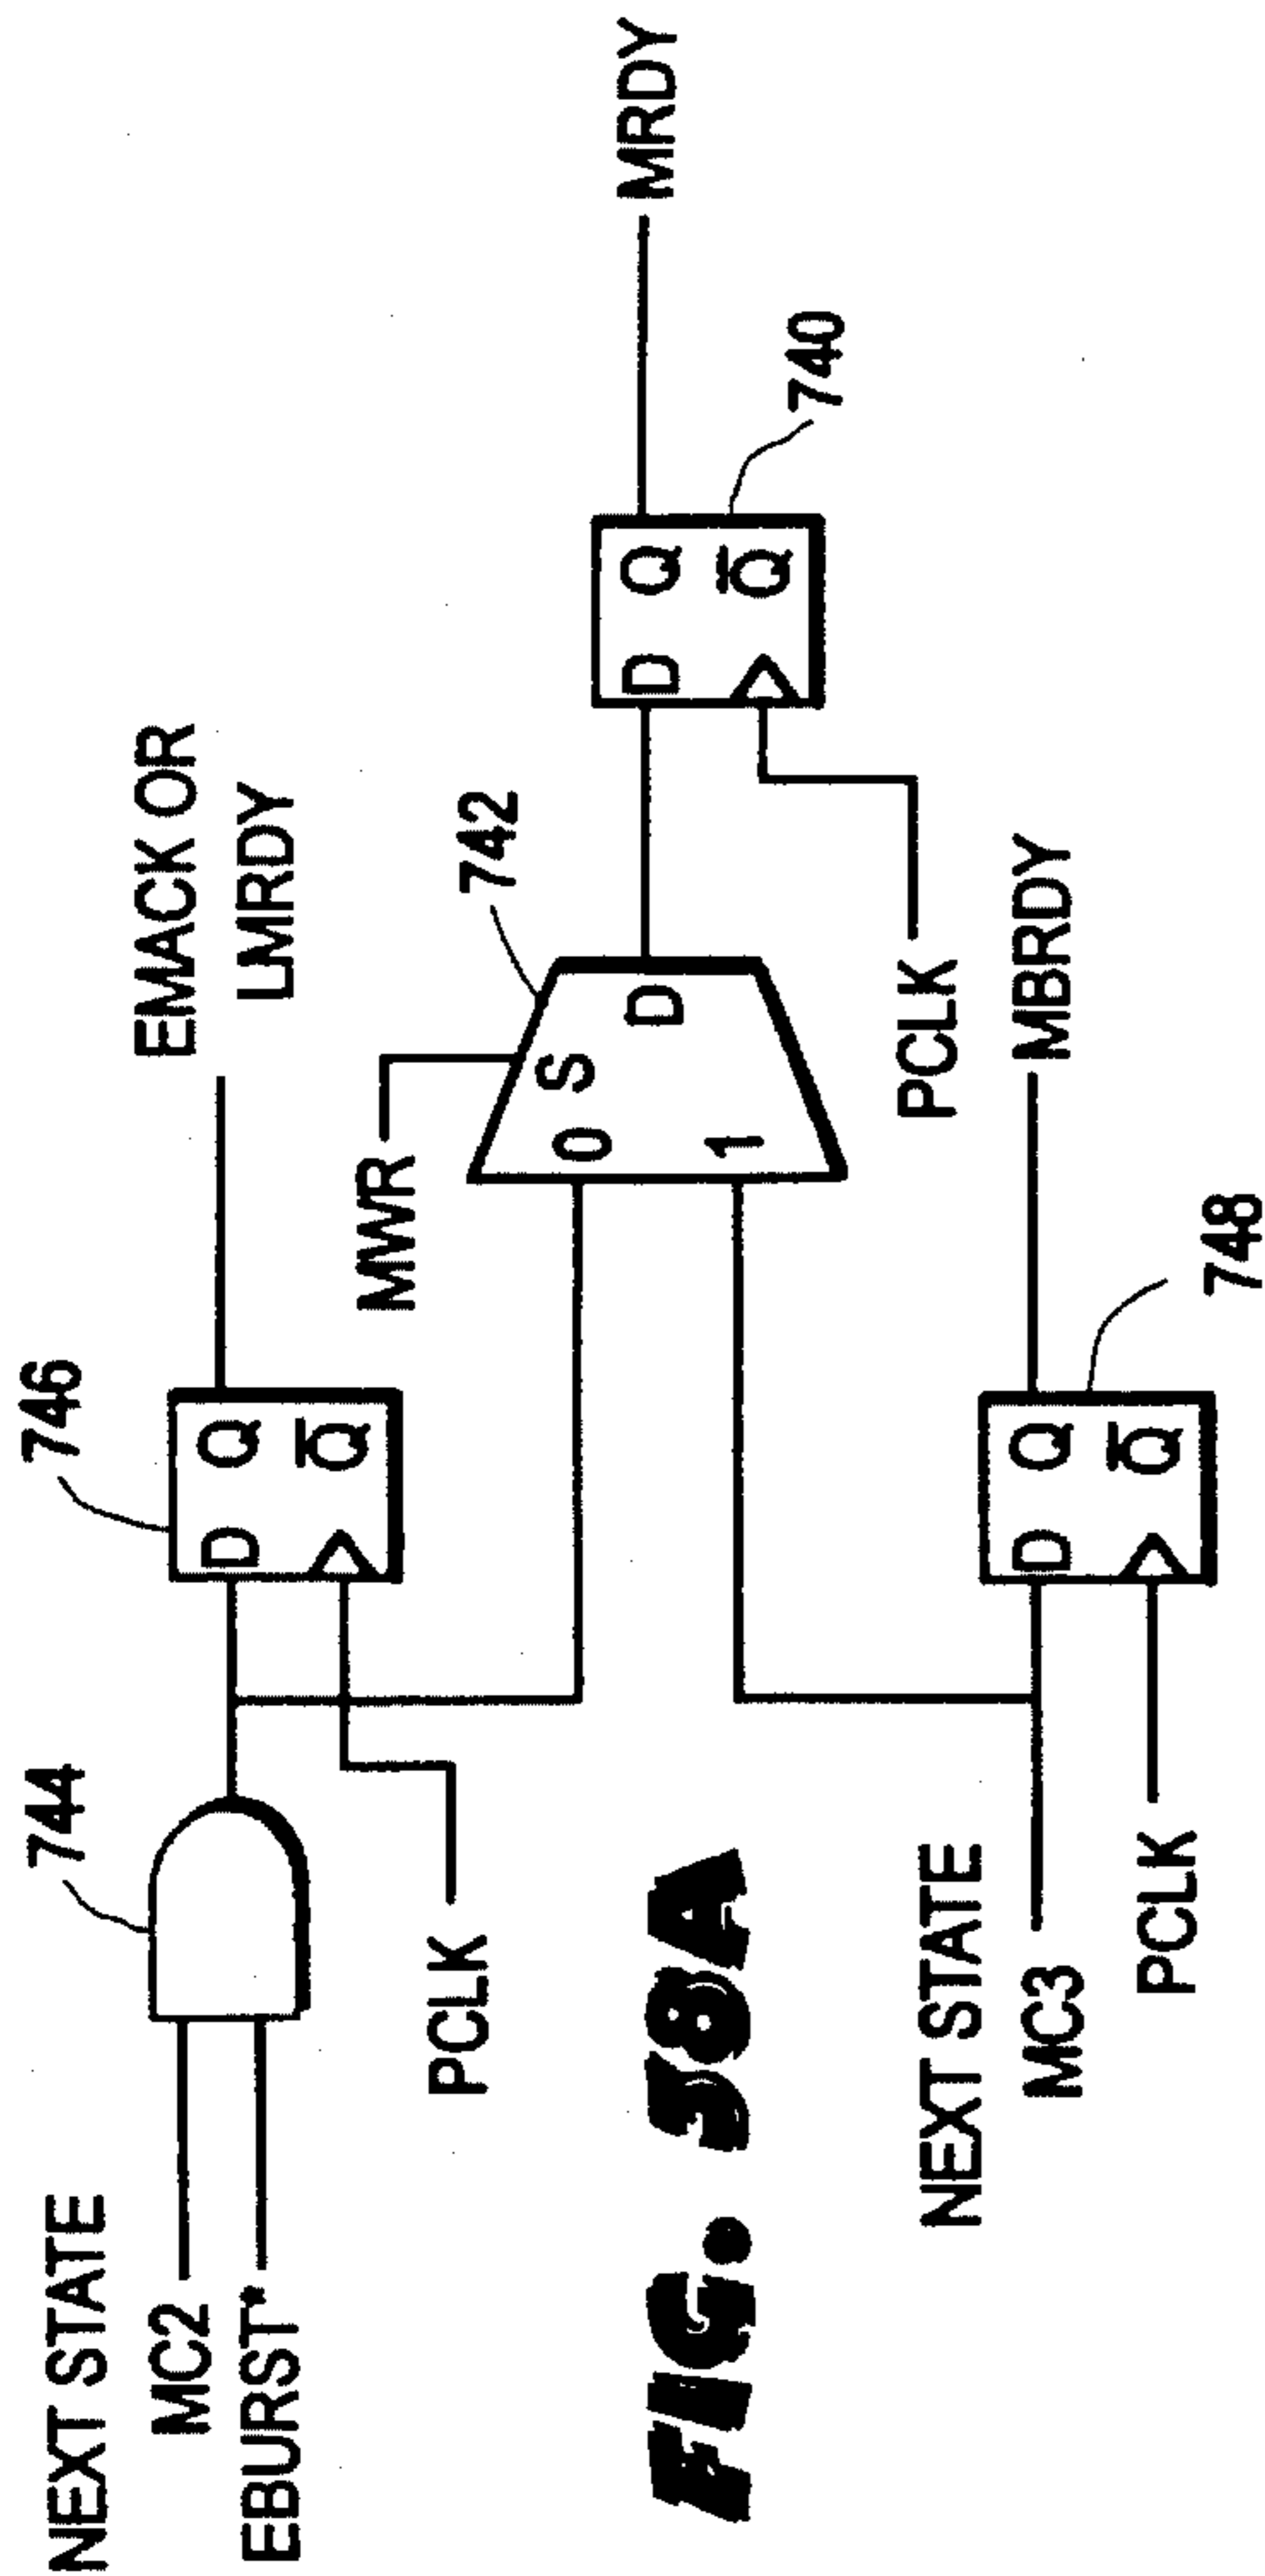 NEXT STATE
MC2
EBURST*
744
746
D Q
Q̅
PCLK
EMACK OR
LMRDY
MWR
742
0 S
1
D
D Q
Q̅
740
PCLK
MRDY
NEXT STATE
MC3
PCLK
D Q
Q̅
748
MBRDY
FIG. 38A